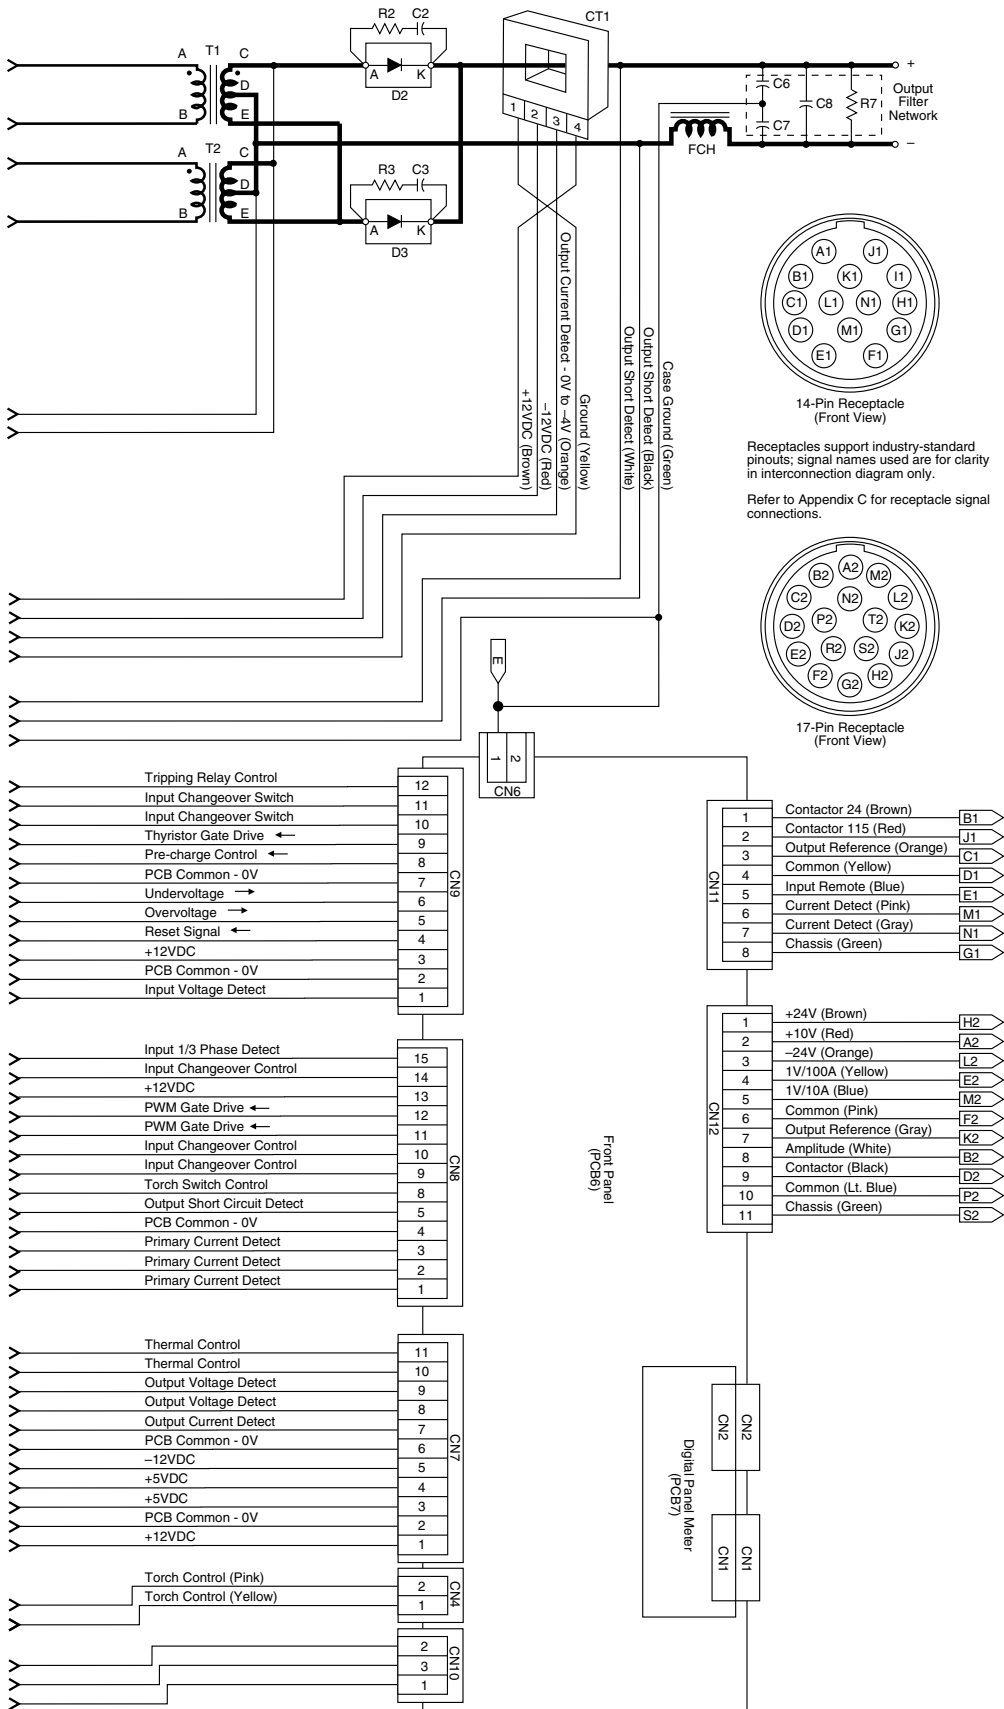 R2 C2
CT1
A T1 C
D
B E
A K
D2
1 2 3 4
+
C6
C8
R7
C7
Output
Filter
Network
FCH
–
A T2 C
D
B E
R3 C3
A K
D3
+12VDC (Brown)
–12VDC (Red)
Output Current Detect - 0V to –4V (Orange)
Ground (Yellow)
Output Short Detect (White)
Output Short Detect (Black)
Case Ground (Green)
A1 J1
B1 K1 I1
C1 L1 N1 H1
D1 M1 G1
E1 F1
14-Pin Receptacle
(Front View)
Receptacles support industry-standard
pinouts; signal names used are for clarity
in interconnection diagram only.
Refer to Appendix C for receptacle signal
connections.
B2 A2 M2
C2 N2 L2
D2 P2 T2 K2
E2 R2 S2 J2
F2 G2 H2
17-Pin Receptacle
(Front View)
E
1 2
CN6
Tripping Relay Control 12
Input Changeover Switch 11
Input Changeover Switch 10
Thyristor Gate Drive ← 9
Pre-charge Control ← 8
PCB Common - 0V 7
Undervoltage → 6
Overvoltage → 5
Reset Signal ← 4
+12VDC 3
PCB Common - 0V 2
Input Voltage Detect 1
CN9
Input 1/3 Phase Detect 15
Input Changeover Control 14
+12VDC 13
PWM Gate Drive ← 12
PWM Gate Drive ← 11
Input Changeover Control 10
Input Changeover Control 9
Torch Switch Control 8
Output Short Circuit Detect 5
PCB Common - 0V 4
Primary Current Detect 3
Primary Current Detect 2
Primary Current Detect 1
CN8
Thermal Control 11
Thermal Control 10
Output Voltage Detect 9
Output Voltage Detect 8
Output Current Detect 7
PCB Common - 0V 6
–12VDC 5
+5VDC 4
+5VDC 3
PCB Common - 0V 2
+12VDC 1
CN7
Torch Control (Pink) 2
Torch Control (Yellow) 1
CN4
2
3
1
CN10
Front Panel
(PCB6)
CN11
1 Contactor 24 (Brown) B1
2 Contactor 115 (Red) J1
3 Output Reference (Orange) C1
4 Common (Yellow) D1
5 Input Remote (Blue) E1
6 Current Detect (Pink) M1
7 Current Detect (Gray) N1
8 Chassis (Green) G1
CN12
1 +24V (Brown) H2
2 +10V (Red) A2
3 –24V (Orange) L2
4 1V/100A (Yellow) E2
5 1V/10A (Blue) M2
6 Common (Pink) F2
7 Output Reference (Gray) K2
8 Amplitude (White) B2
9 Contactor (Black) D2
10 Common (Lt. Blue) P2
11 Chassis (Green) S2
Digital Panel Meter
(PCB7)
CN2 CN2
CN1 CN1